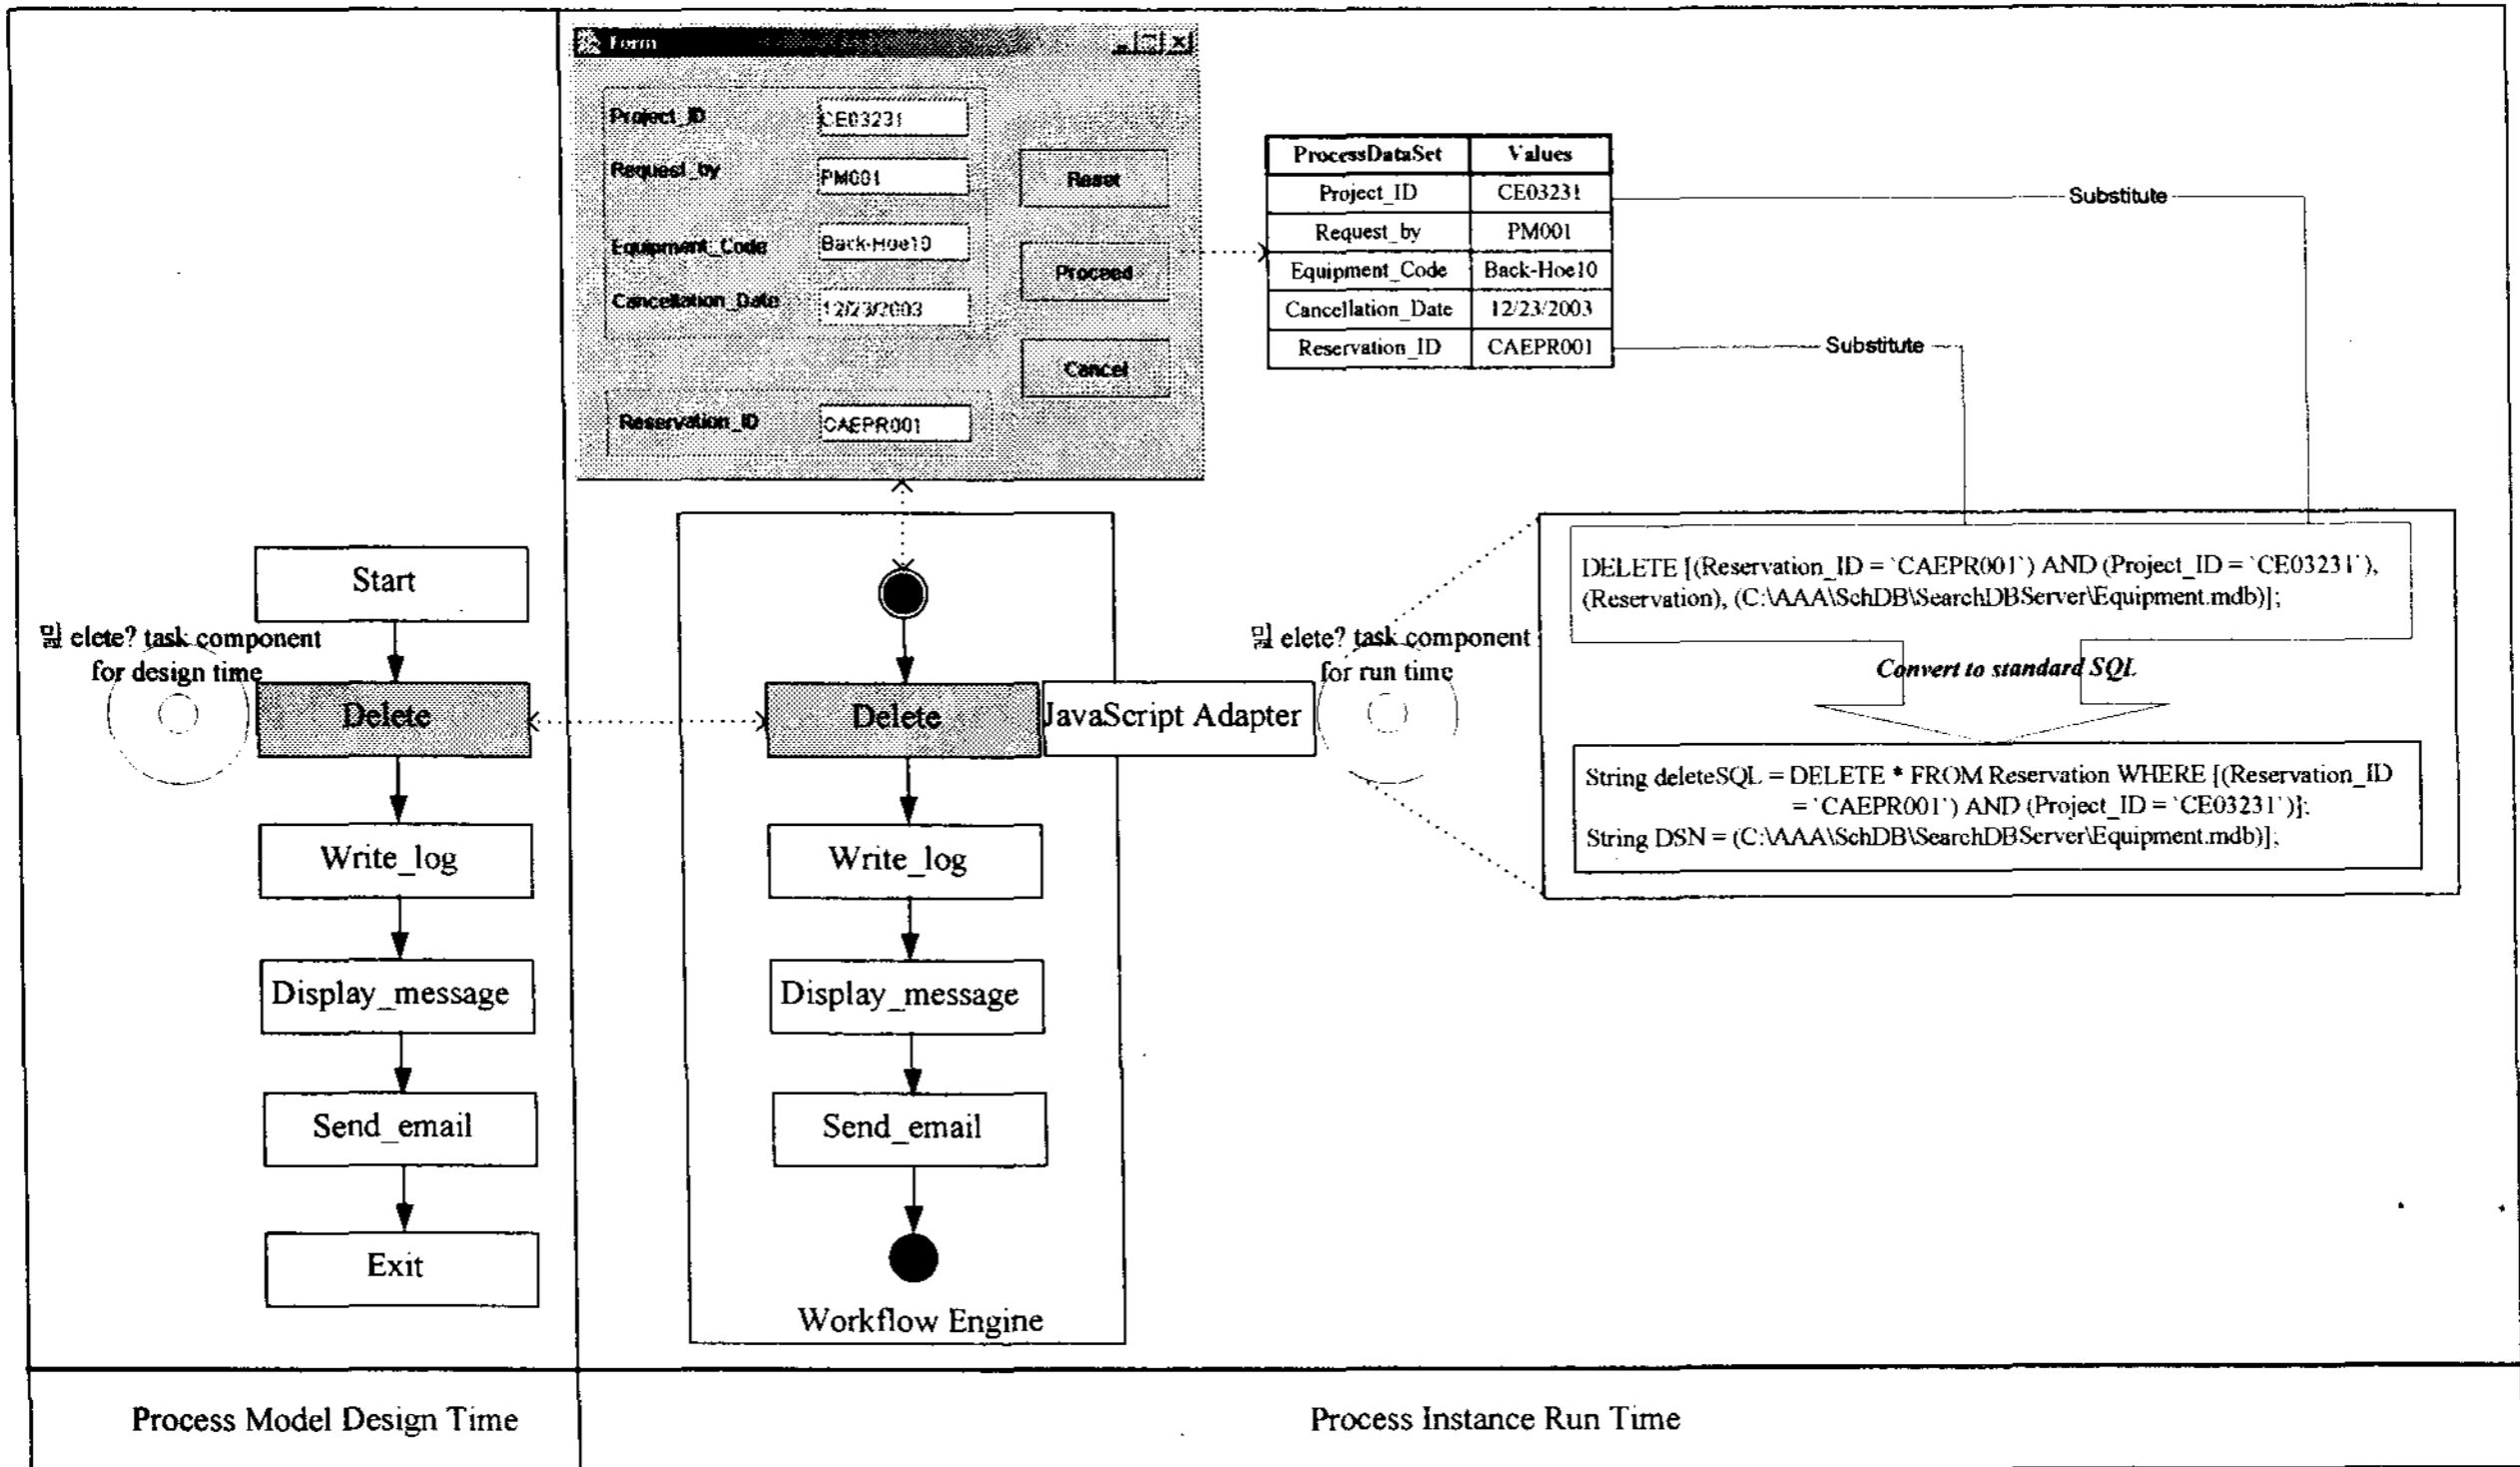 Form
Project_ID CE03231
Request_by PM001
Equipment_Code Back-Hoe10
Cancellation_Date 12/23/2003
Reservation_ID CAEPR001
Reset
Proceed
Cancel
ProcessDataSet Values
Project_ID CE03231
Request_by PM001
Equipment_Code Back-Hoe10
Cancellation_Date 12/23/2003
Reservation_ID CAEPR001
Substitute
Substitute
Start
밆 elete? task component
for design time
Delete
Write_log
Display_message
Send_email
Exit
Delete
JavaScript Adapter
Write_log
Display_message
Send_email
Workflow Engine
밆 elete? task component
for run time
DELETE [(Reservation_ID = `CAEPR001`) AND (Project_ID = `CE03231`),
(Reservation), (C:\AAA\SchDB\SearchDBServer\Equipment.mdb)];
Convert to standard SQL
String deleteSQL = DELETE * FROM Reservation WHERE [(Reservation_ID
= `CAEPR001`) AND (Project_ID = `CE03231`)];
String DSN = (C:\AAA\SchDB\SearchDBServer\Equipment.mdb)];
Process Model Design Time
Process Instance Run Time